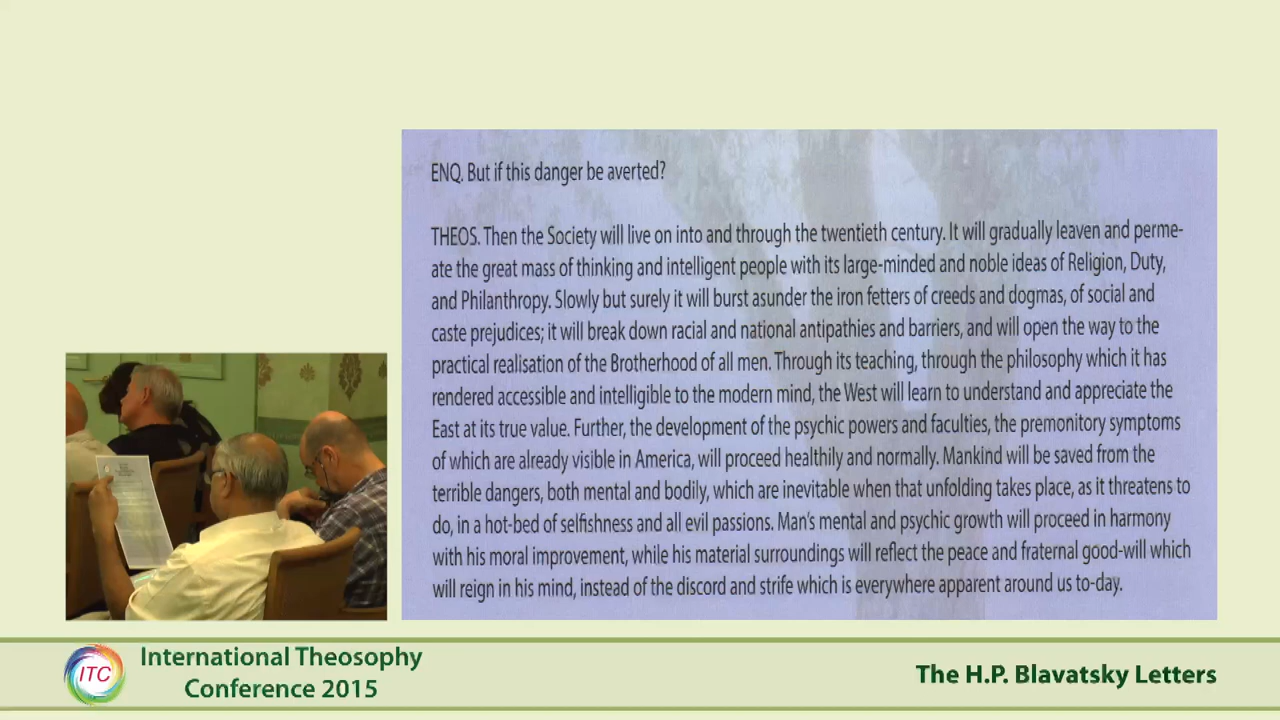 ENQ. But if this danger be averted?
THEOS. Then the Society will live on into and through the twentieth century. It will gradually leaven and perme-
ate the great mass of thinking and intelligent people with its large-minded and noble ideas of Religion, Duty,
and Philanthropy. Slowly but surely it will burst asunder the iron fetters of creeds and dogmas, of social and
caste prejudices; it will break down racial and national antipathies and barriers, and will open the way to the
practical realisation of the Brotherhood of all men. Through its teaching, through the philosophy which it has
rendered accessible and intelligible to the modern mind, the West will learn to understand and appreciate the
East at its true value. Further, the development of the psychic powers and faculties, the premonitory symptoms
of which are already visible in America, will proceed healthily and normally. Mankind will be saved from the
terrible dangers, both mental and bodily, which are inevitable when that unfolding takes place, as it threatens to
do, in a hot-bed of selfishness and all evil passions. Man's mental and psychic growth will proceed in harmony
with his moral improvement, while his material surroundings will reflect the peace and fraternal good-will which
will reign in his mind, instead of the discord and strife which is everywhere apparent around us to-day.
ITC
International Theosophy
Conference 2015
The H.P. Blavatsky Letters